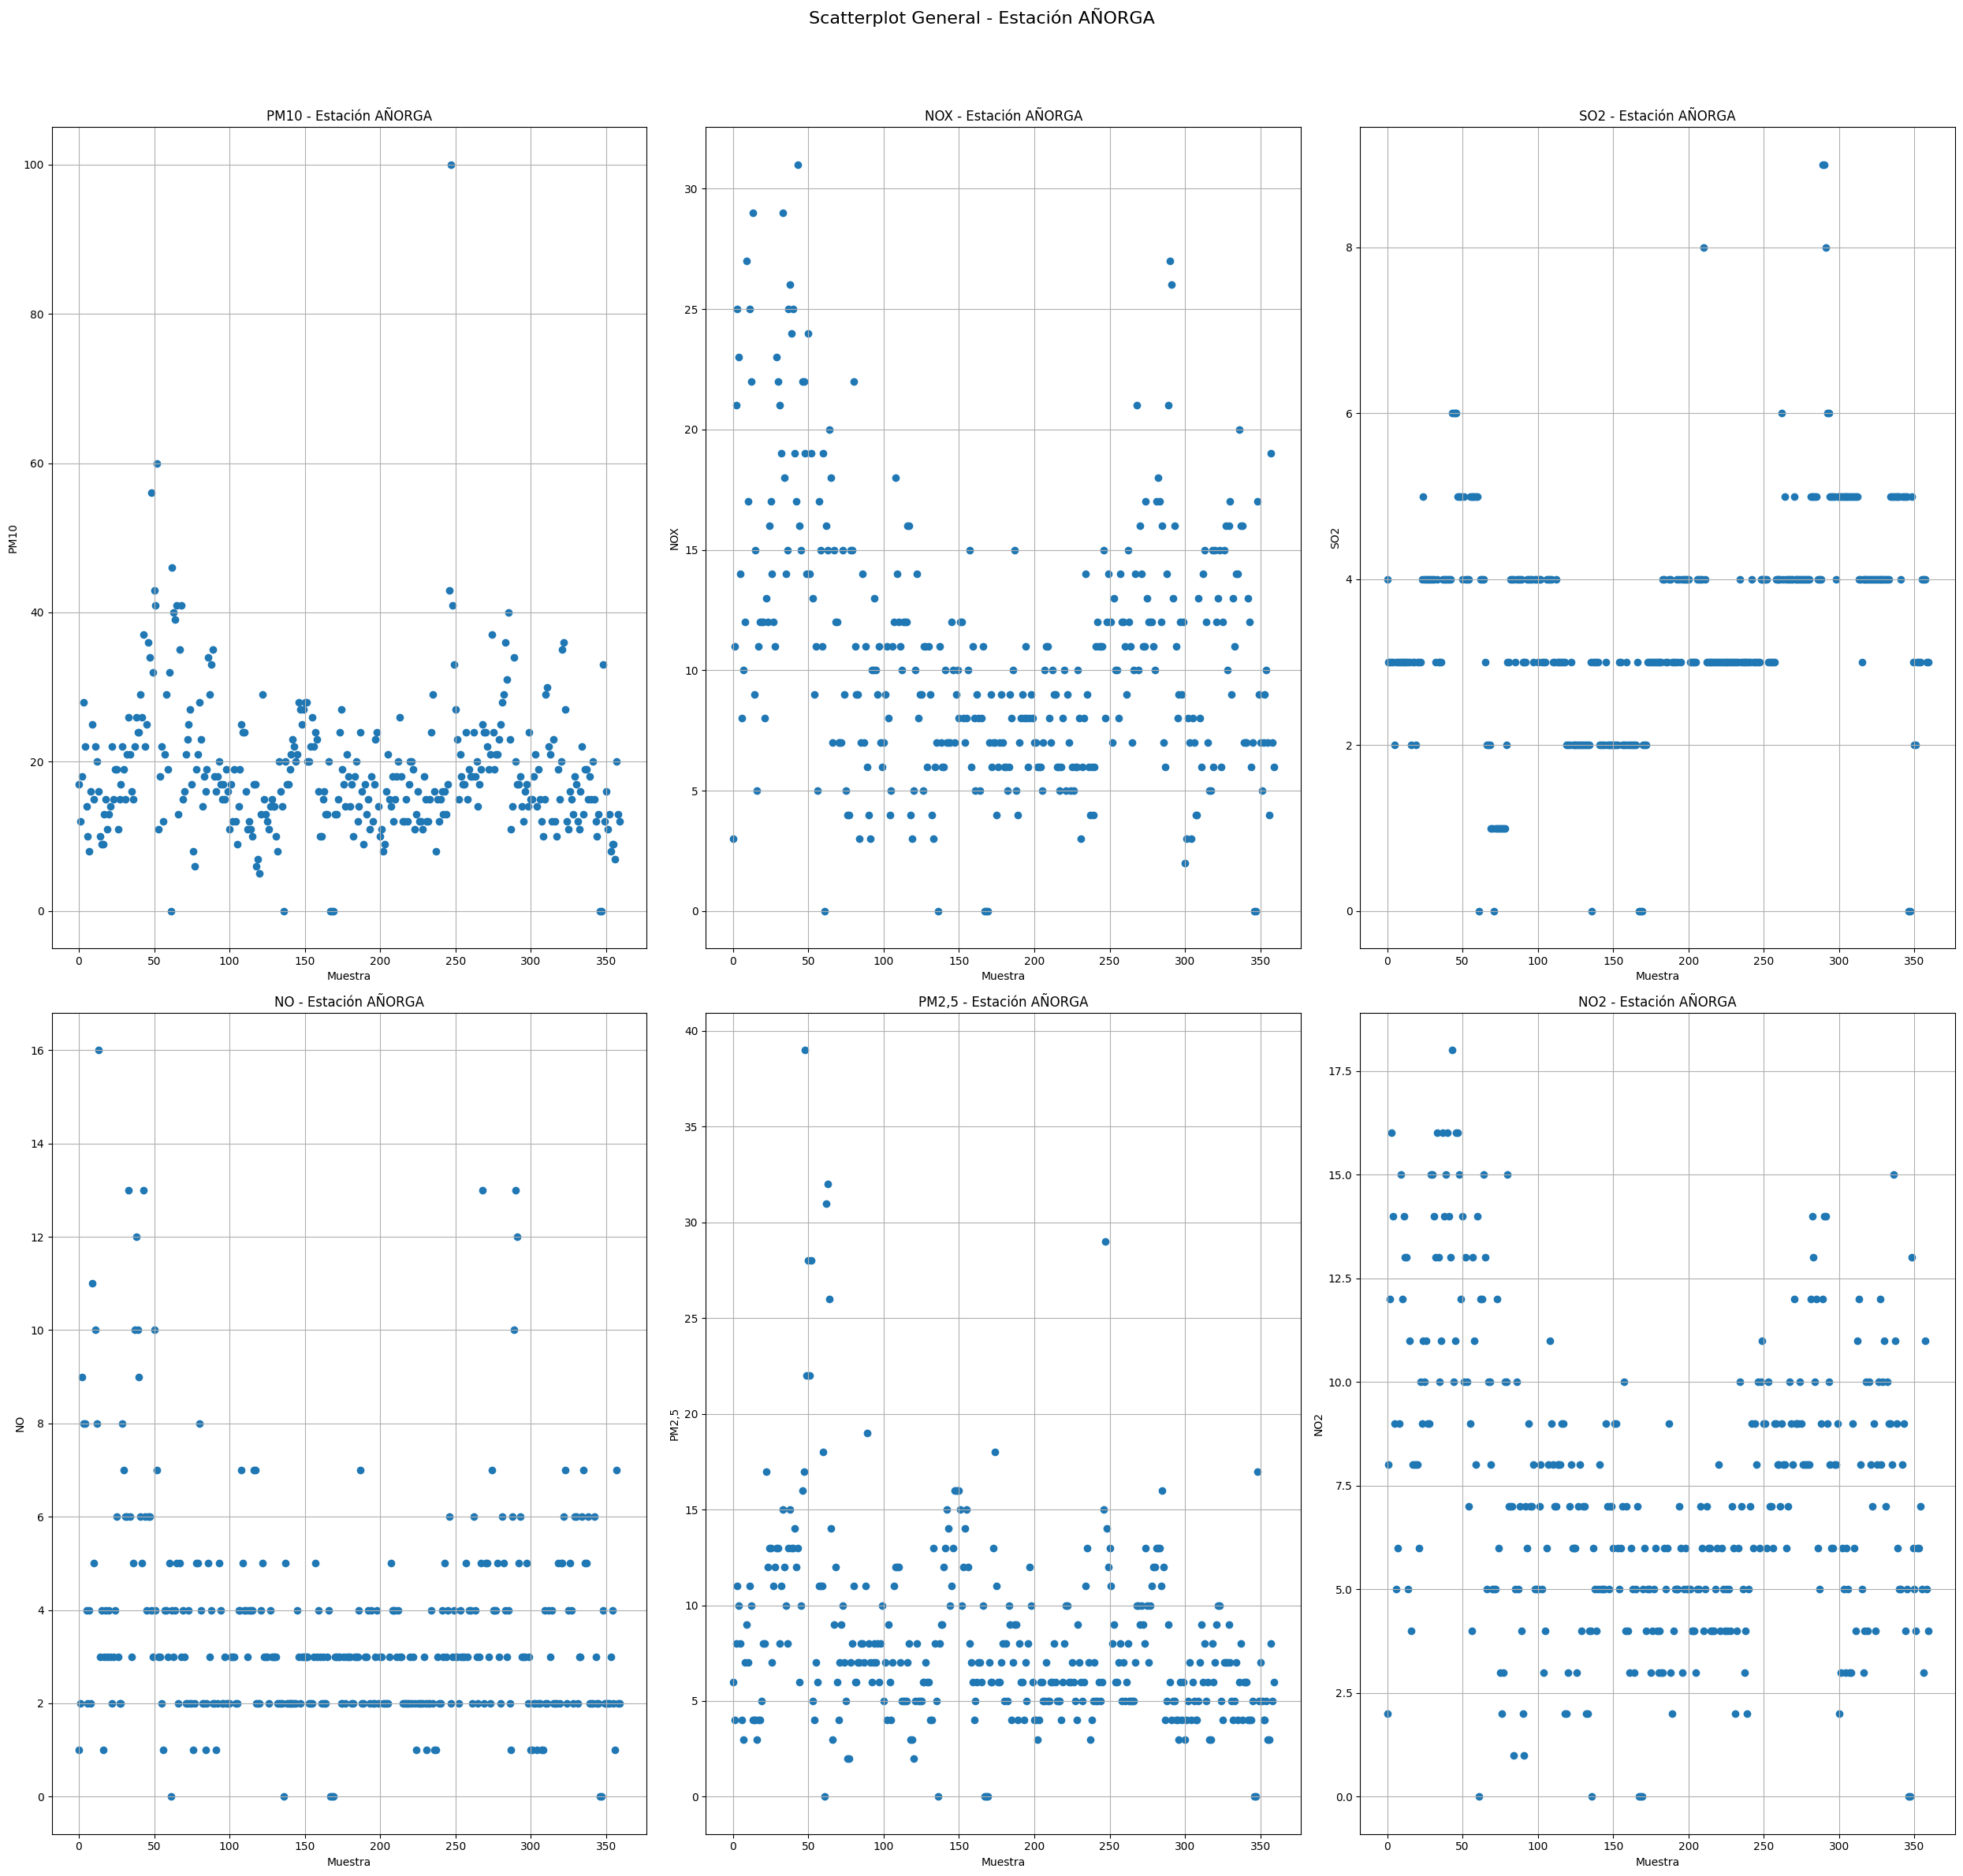 Scatterplot General - Estación AÑORGA
PM10 - Estación AÑORGA
NOX - Estación AÑORGA
SO2 - Estación AÑORGA
100
80
60
40
20
0
PM10
0 50 100 150 200 250 300 350
Muestra
30
25
20
15
10
5
0
NOX
0 50 100 150 200 250 300 350
Muestra
8
6
4
2
0
SO2
0 50 100 150 200 250 300 350
Muestra
NO - Estación AÑORGA
PM2,5 - Estación AÑORGA
NO2 - Estación AÑORGA
16
14
12
10
8
6
4
2
0
NO
0 50 100 150 200 250 300 350
Muestra
40
35
30
25
20
15
10
5
0
PM2,5
0 50 100 150 200 250 300 350
Muestra
17.5
15.0
12.5
10.0
7.5
5.0
2.5
0.0
NO2
0 50 100 150 200 250 300 350
Muestra